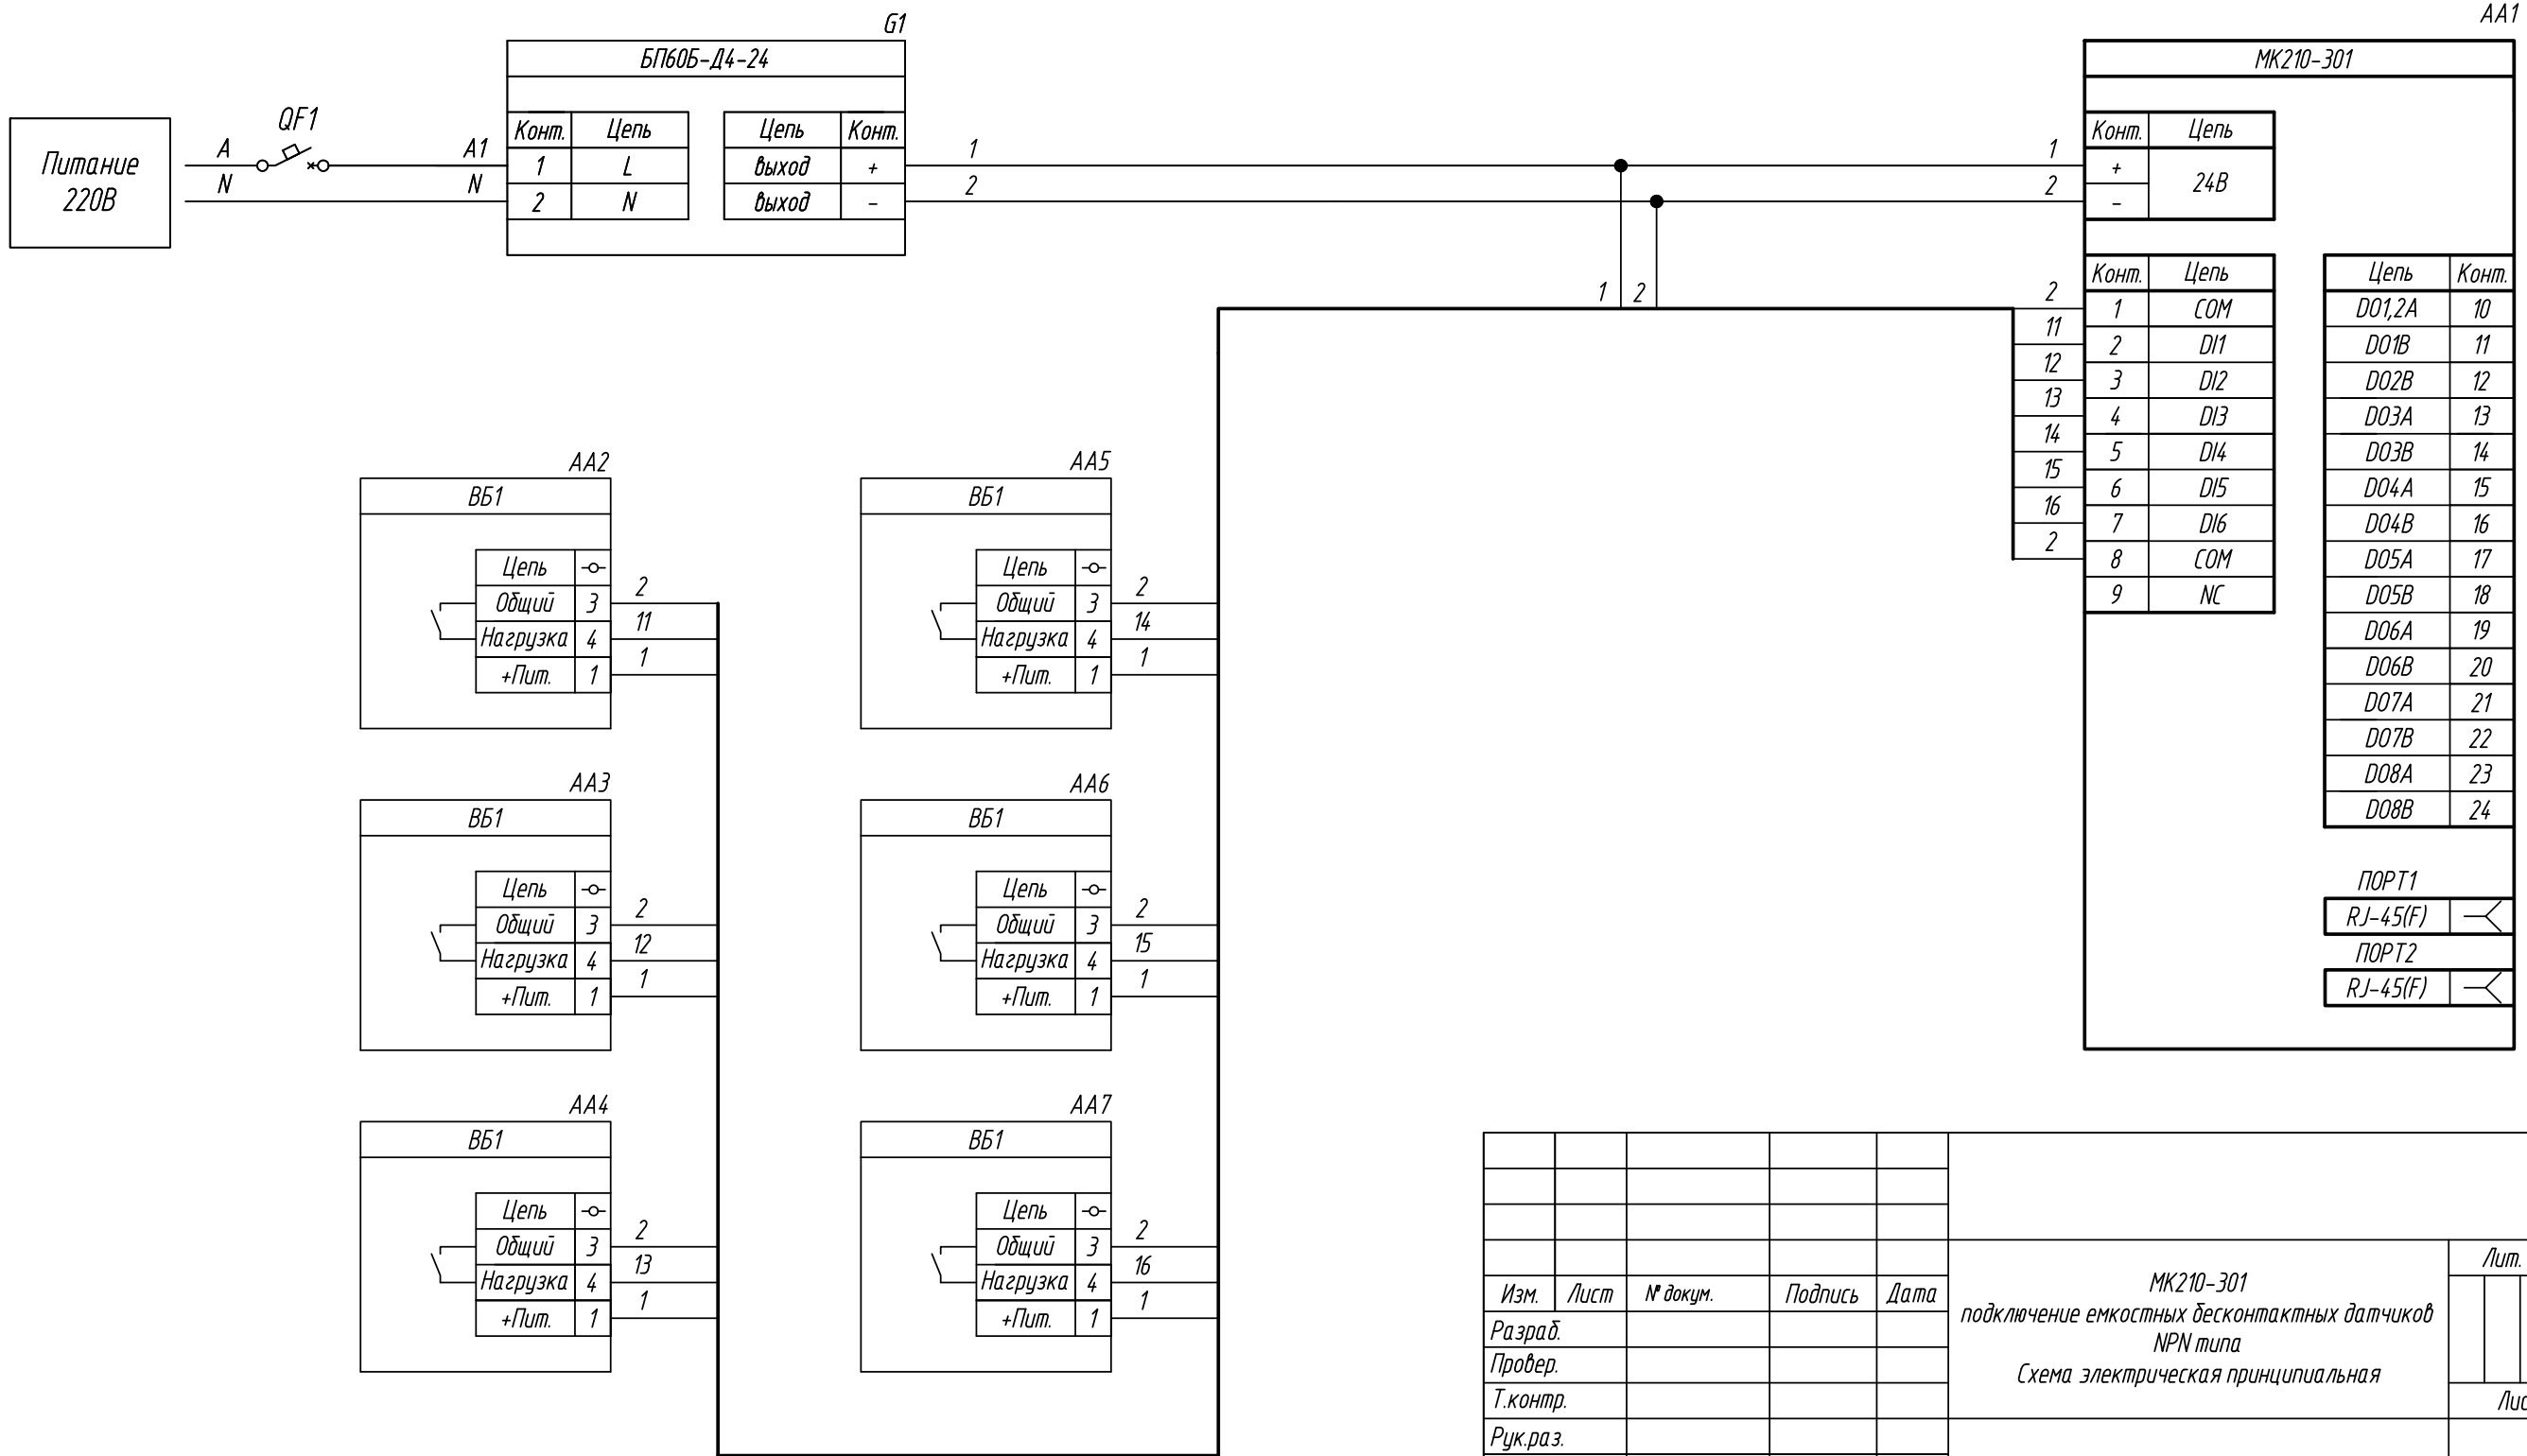 Питание
220В
A
N
QF1
A1
N
G1
БП60Б-Д4-24
Конт. Цепь
1 L
2 N
Цепь Конт.
выход +
выход -
1
2
1
2
1 2
AA1
МК210-301
Конт. Цепь
+ 24В
-
2
11
12
13
14
15
16
2
Конт. Цепь
1 COM
2 DI1
3 DI2
4 DI3
5 DI4
6 DI5
7 DI6
8 COM
9 NC
Цепь Конт.
DO1,2A 10
DO1B 11
DO2B 12
DO3A 13
DO3B 14
DO4A 15
DO4B 16
DO5A 17
DO5B 18
DO6A 19
DO6B 20
DO7A 21
DO7B 22
DO8A 23
DO8B 24
ПОРТ1
RJ-45(F)
ПОРТ2
RJ-45(F)
AA2
ВБ1
Цепь
Общий 3 2
Нагрузка 4 11
+Пит. 1 1
AA5
ВБ1
Цепь
Общий 3 2
Нагрузка 4 14
+Пит. 1 1
AA3
ВБ1
Цепь
Общий 3 2
Нагрузка 4 12
+Пит. 1 1
AA6
ВБ1
Цепь
Общий 3 2
Нагрузка 4 15
+Пит. 1 1
AA4
ВБ1
Цепь
Общий 3 2
Нагрузка 4 13
+Пит. 1 1
AA7
ВБ1
Цепь
Общий 3 2
Нагрузка 4 16
+Пит. 1 1
Изм. Лист № докум. Подпись Дата
Разраб.
Провер.
Т.контр.
Рук.раз.
МК210-301
подключение емкостных бесконтактных датчиков
NPN типа
Схема электрическая принципиальная
Лит.